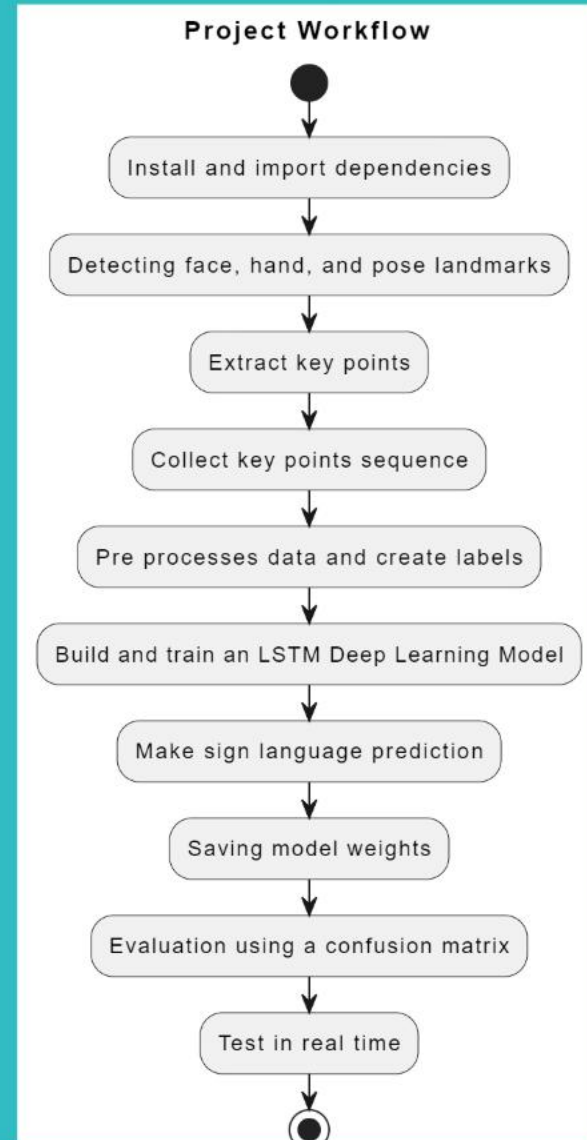 Project Workflow
Install and import dependencies
Detecting face, hand, and pose landmarks
Extract key points
Collect key points sequence
Pre processes data and create labels
Build and train an LSTM Deep Learning Model
Make sign language prediction
Saving model weights
Evaluation using a confusion matrix
Test in real time